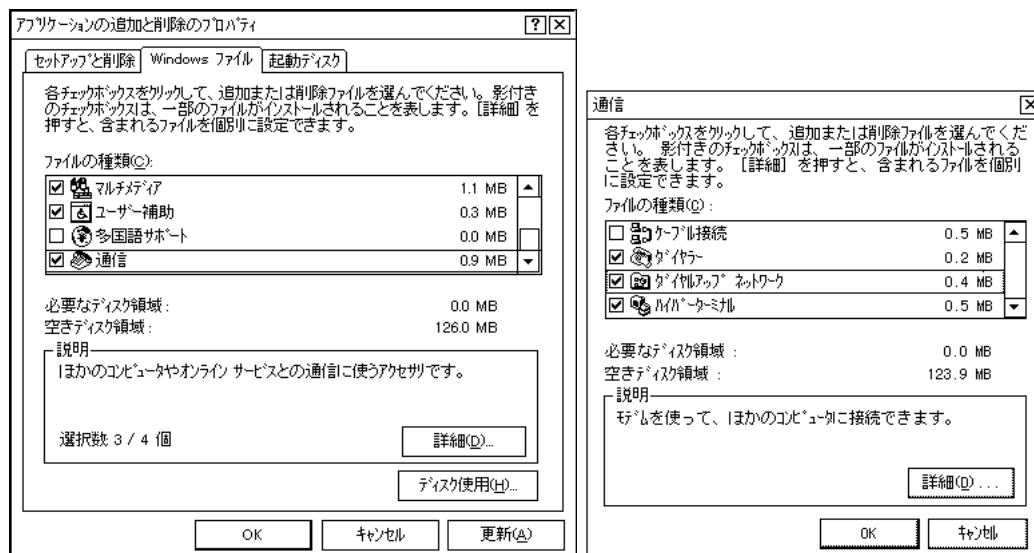 アプリケーションの追加と削除のプロパティ
セットアップと削除 Windows ファイル 起動ディスク
各チェックボックスをクリックして、追加または削除ファイルを選んでください。影付き
のチェックボックスは、一部のファイルがインストールされることを表します。[詳細] を
押すと、含まれるファイルを個別に設定できます。
ファイルの種類(C):
マルチメディア 1.1 MB
ユーザー補助 0.3 MB
多国語サポート 0.0 MB
通信 0.9 MB
必要なディスク領域: 0.0 MB
空きディスク領域: 126.0 MB
説明
ほかのコンピュータやオンライン サービスとの通信に使うアクセサリです。
選択数: 3 / 4 個
詳細(D)...
ディスク使用(H)...
OK キャンセル 更新(A)
通信
各チェックボックスをクリックして、追加または削除ファイルを選んでくだ
さい。 影付きのチェックボックスは、一部のファイルがインストールされる
ことを表します。 [詳細] を押すと、含まれるファイルを個別
に設定できます。
ファイルの種類(C):
ケーブル接続 0.5 MB
ダイヤラー 0.2 MB
ダイヤルアップ ネットワーク 0.4 MB
ハイパーターミナル 0.5 MB
必要なディスク領域 : 0.0 MB
空きディスク領域 : 123.9 MB
説明
モデムを使って、ほかのコンピュータに接続できます。
詳細(D) ...
OK キャンセル